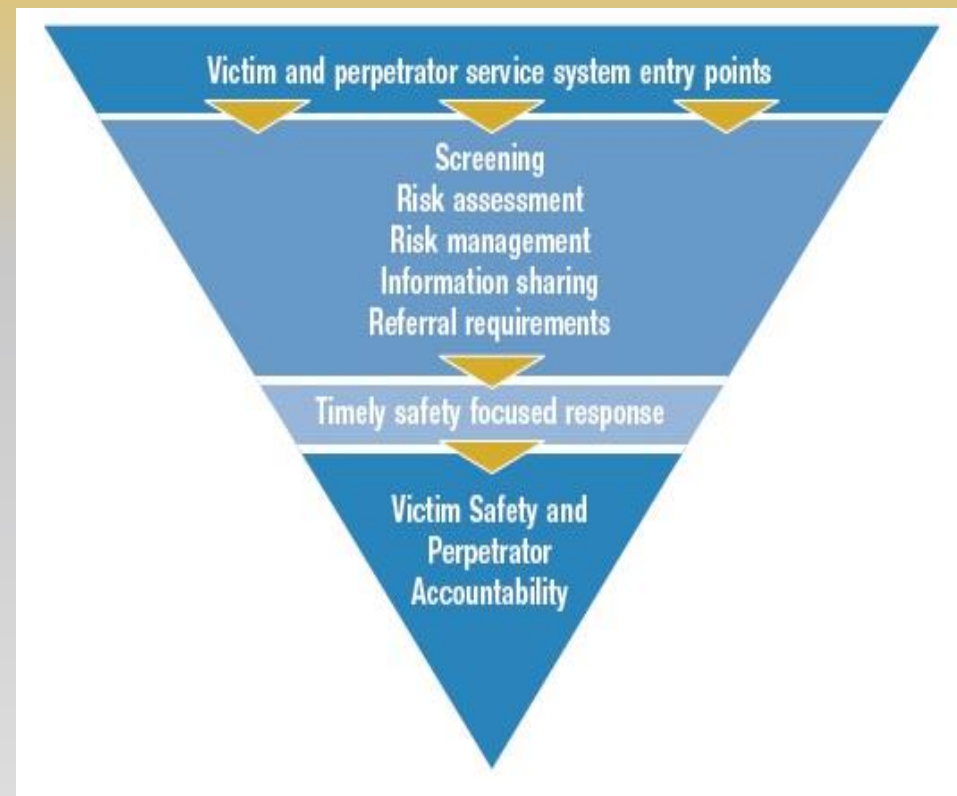 Victim and perpetrator service system entry points
Screening
Risk assessment
Risk management
Information sharing
Referral requirements
Timely safety focused response
Victim Safety and
Perpetrator
Accountability